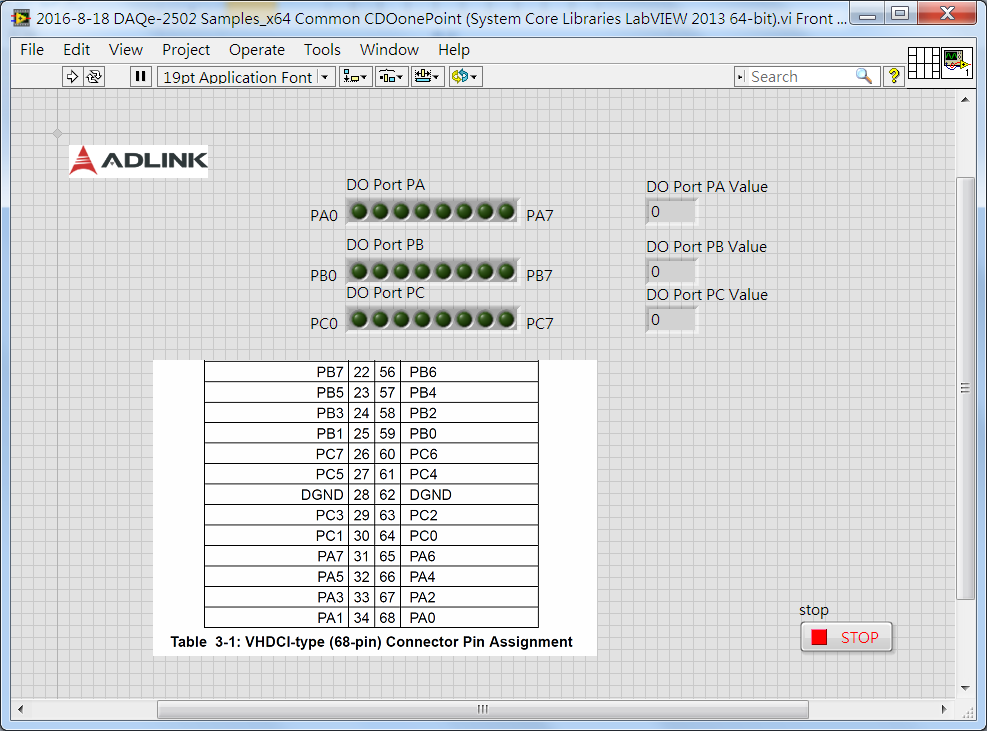 2016-8-18 DAQe-2502 Samples_x64 Common CDOonePoint (System Core Libraries LabVIEW 2013 64-bit).vi Front ...
File Edit View Project Operate Tools Window Help
19pt Application Font Search ? 1
ADLINK
DO Port PA DO Port PA Value
PA0 PA7 0
DO Port PB DO Port PB Value
PB0 PB7 0
DO Port PC DO Port PC Value
PC0 PC7 0
PB7 22 56 PB6
PB5 23 57 PB4
PB3 24 58 PB2
PB1 25 59 PB0
PC7 26 60 PC6
PC5 27 61 PC4
DGND 28 62 DGND
PC3 29 63 PC2
PC1 30 64 PC0
PA7 31 65 PA6
PA5 32 66 PA4
PA3 33 67 PA2
PA1 34 68 PA0
Table 3-1: VHDCI-type (68-pin) Connector Pin Assignment
stop
STOP